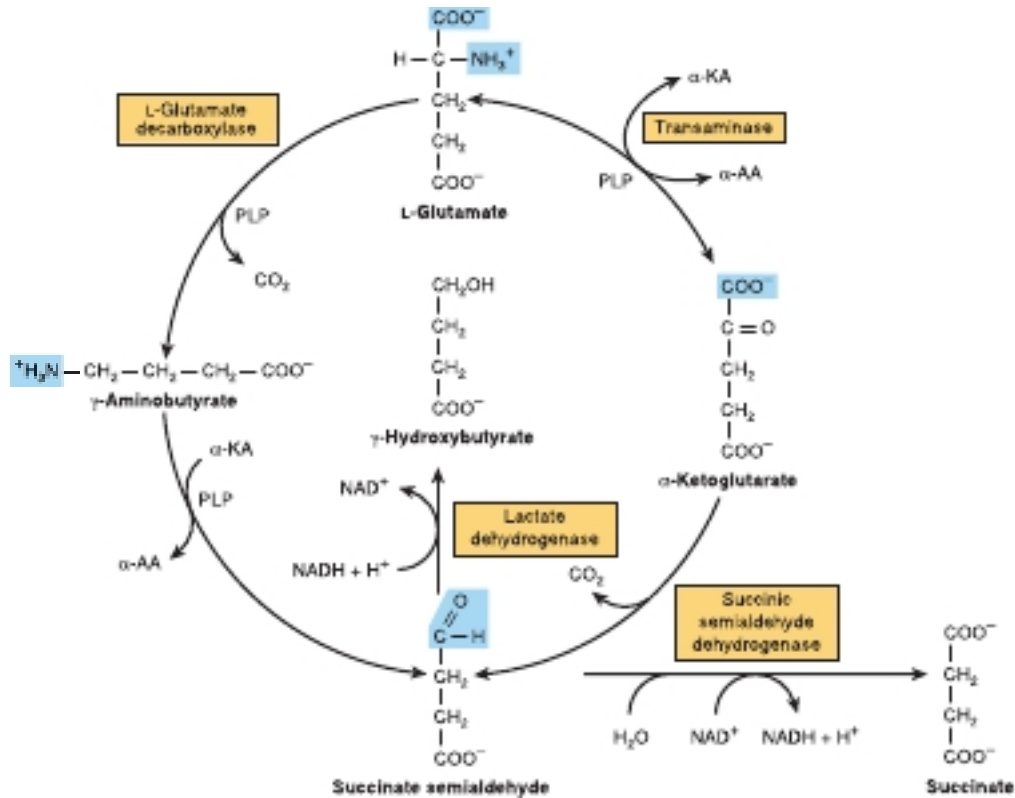 COO⁻
H—C—NH₃⁺
CH₂
CH₂
COO⁻
L-Glutamate
L-Glutamate
decarboxylase
PLP
CO₂
Transaminase
α-KA
PLP
α-AA
CH₂OH
CH₂
CH₂
COO⁻
γ-Hydroxybutyrate
COO⁻
C=O
CH₂
CH₂
COO⁻
α-Ketoglutarate
⁺H₃N—CH₂—CH₂—CH₂—COO⁻
γ-Aminobutyrate
α-KA
PLP
α-AA
NAD⁺
NADH + H⁺
Lactate
dehydrogenase
CO₂
Succinic
semialdehyde
dehydrogenase
O
C—H
CH₂
CH₂
COO⁻
Succinate semialdehyde
H₂O
NAD⁺
NADH + H⁺
COO⁻
CH₂
CH₂
COO⁻
Succinate